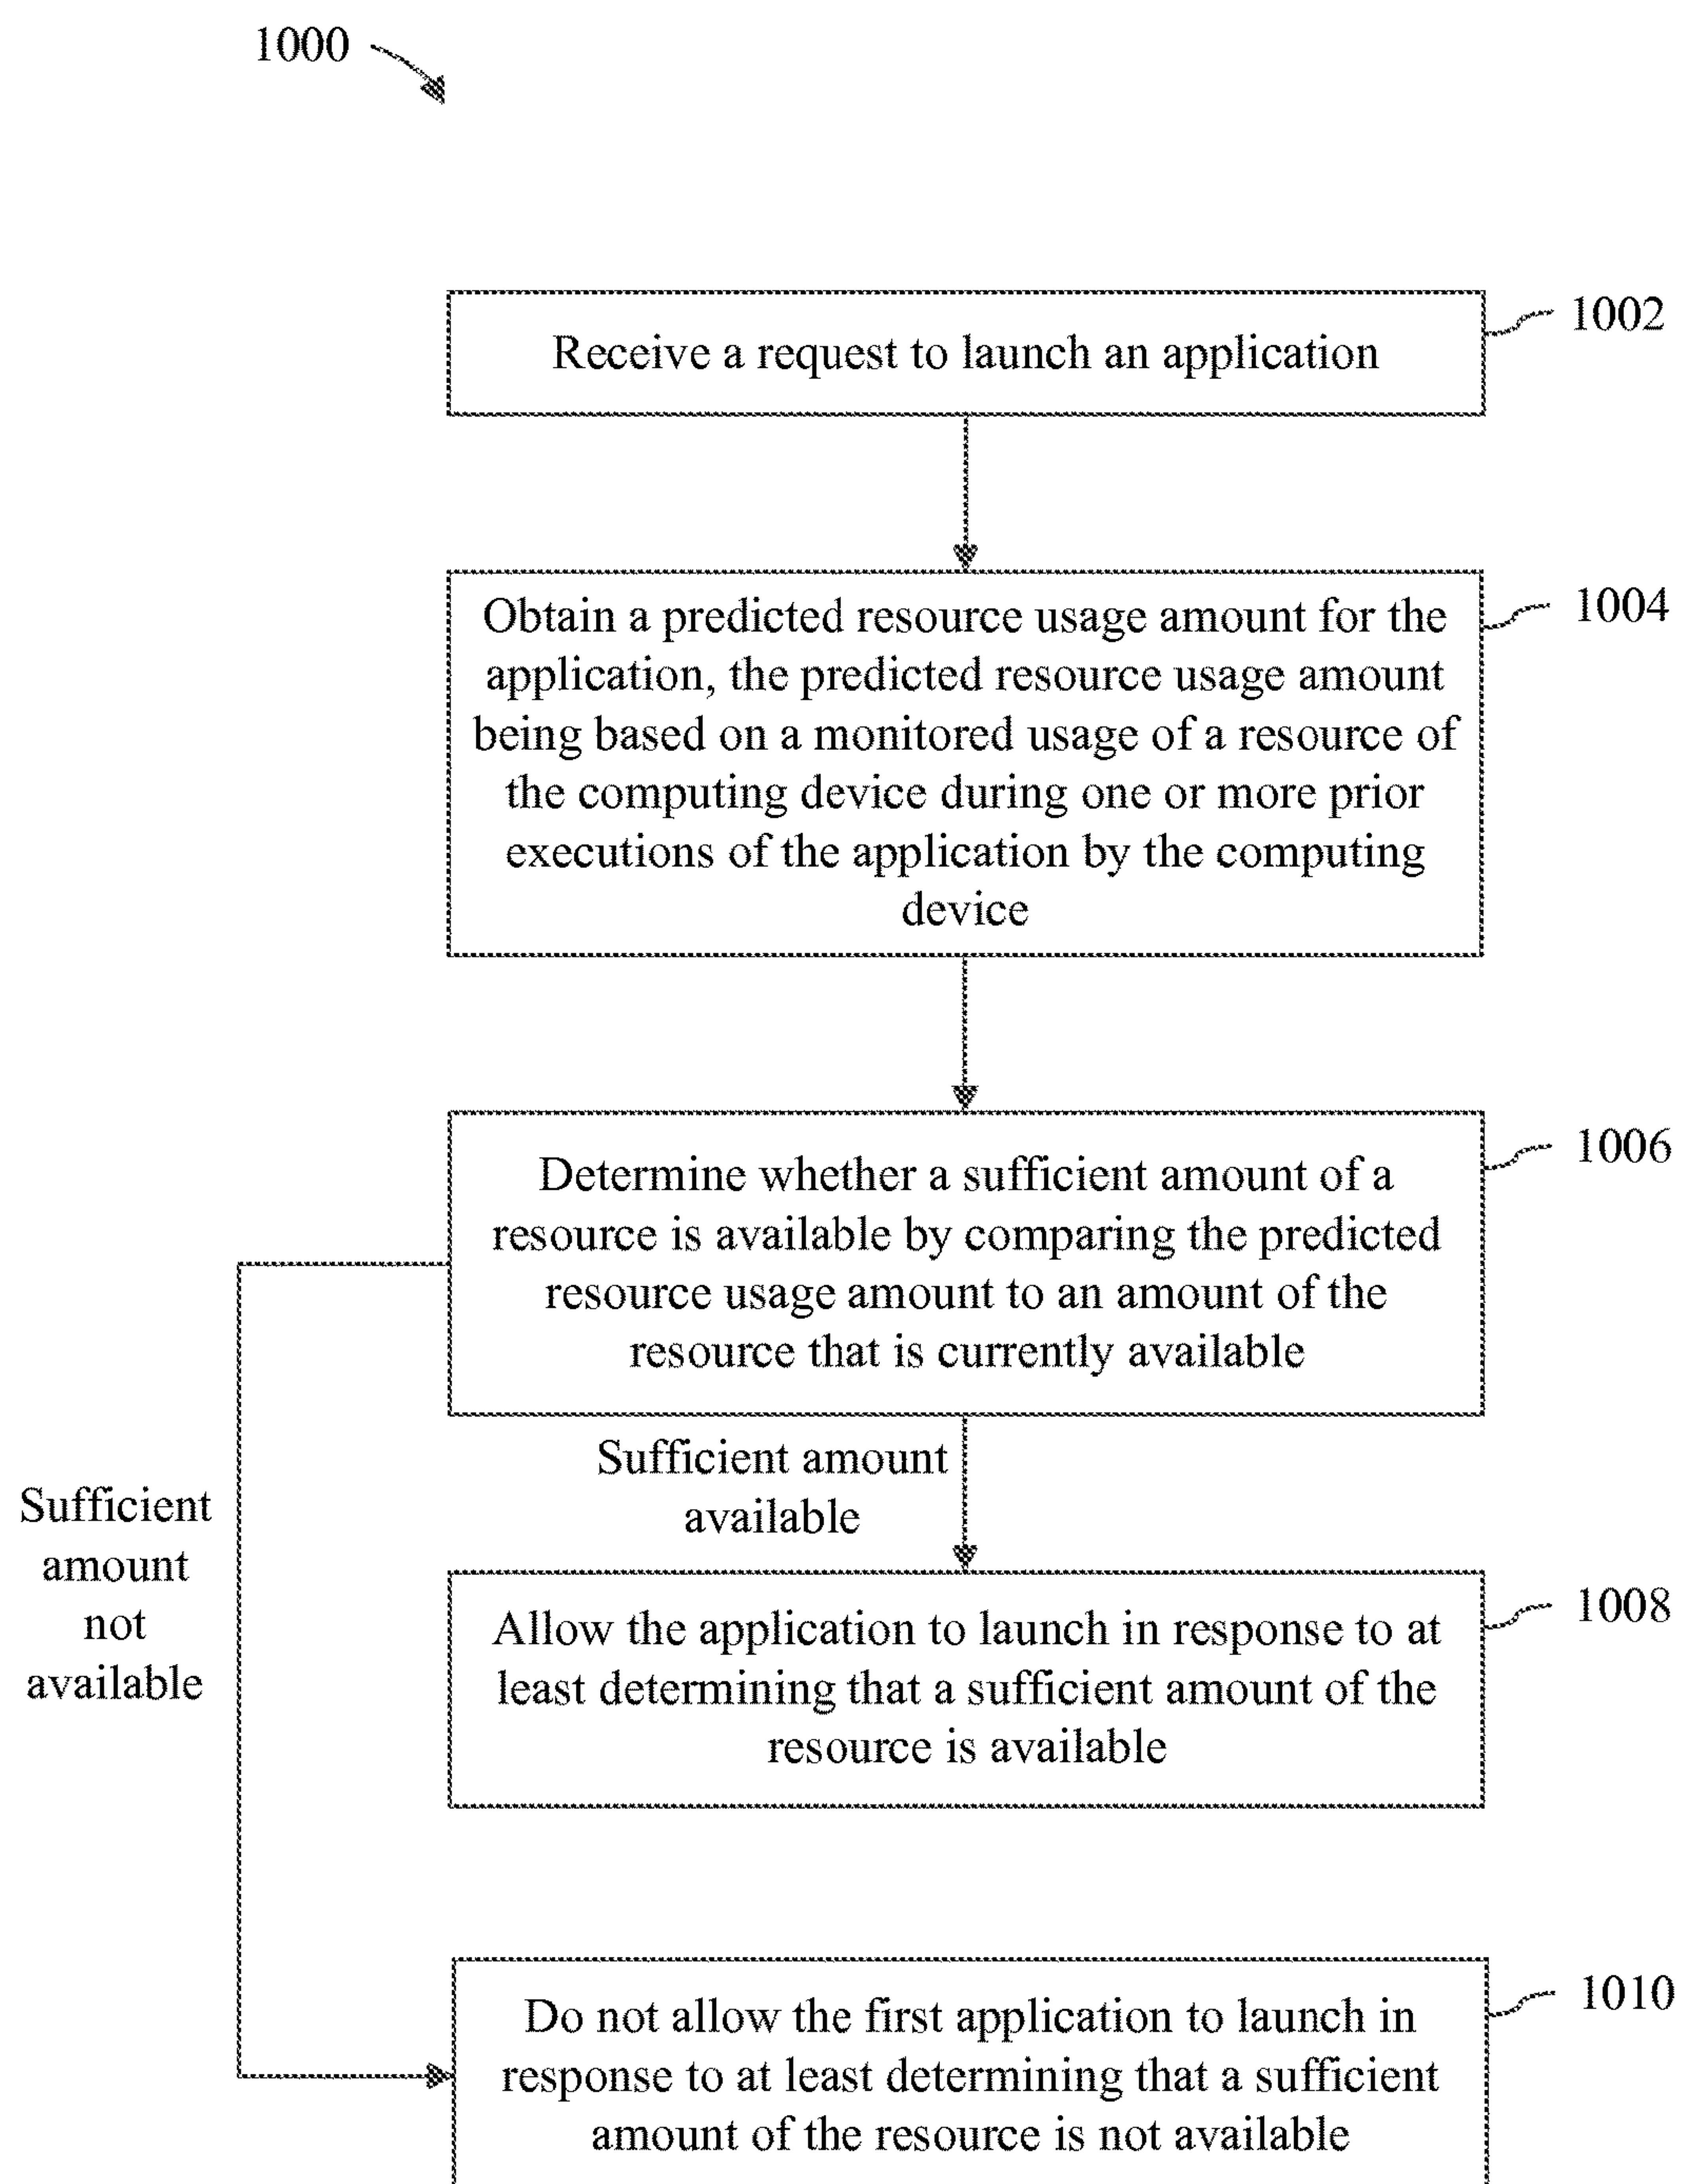 1000
Receive a request to launch an application
1002
Obtain a predicted resource usage amount for the
application, the predicted resource usage amount
being based on a monitored usage of a resource of
the computing device during one or more prior
executions of the application by the computing
device
1004
Determine whether a sufficient amount of a
resource is available by comparing the predicted
resource usage amount to an amount of the
resource that is currently available
1006
Sufficient amount
available
Sufficient
amount
not
available
Allow the application to launch in response to at
least determining that a sufficient amount of the
resource is available
1008
Do not allow the first application to launch in
response to at least determining that a sufficient
amount of the resource is not available
1010